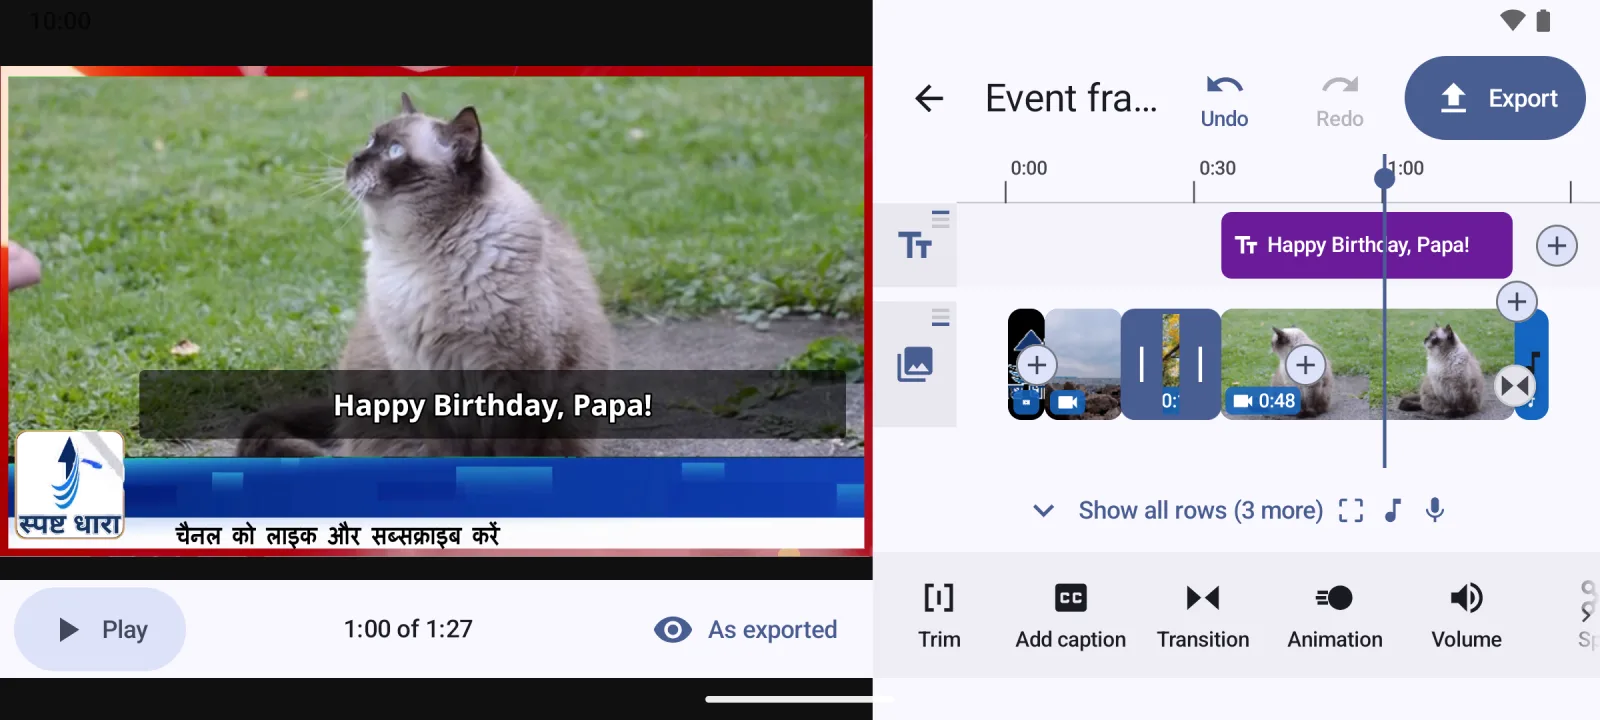 10:00
Happy Birthday, Papa!
स्पष्ट धारा
चैनल को लाइक और सब्सक्राइब करें
Play
1:00 of 1:27
As exported
Event fra...
Undo
Redo
Export
0:00
0:30
1:00
Tt Happy Birthday, Papa!
0:48
Show all rows (3 more)
Trim
CC
Add caption
Transition
Animation
Volume